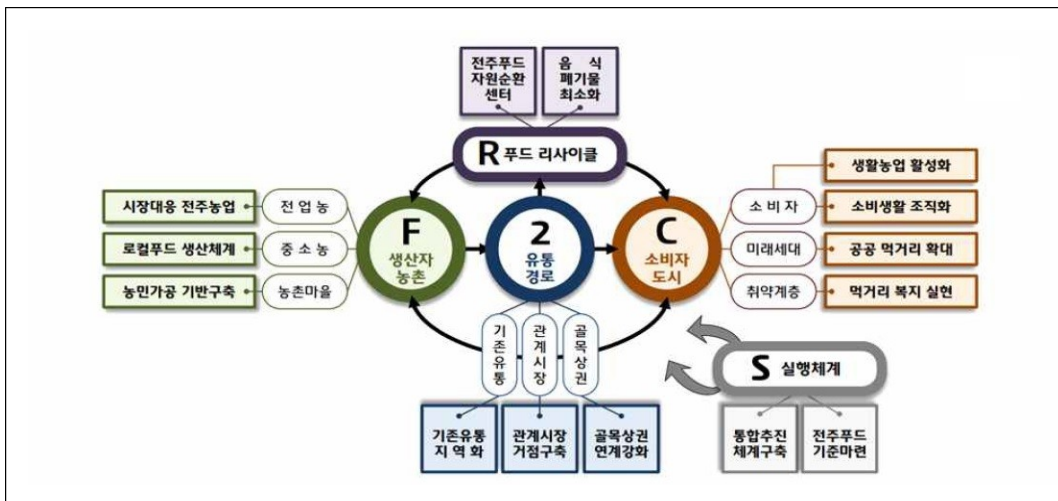 전주푸드
자원순환
센터
음 식
폐기물
최소화
R 푸드 리사이클
생활농업 활성화
시장대응 전주농업
전 업 농
소 비 자
소비생활 조직화
로컬푸드 생산체계
중 소 농
F
생산자
농촌
2
유통
경로
C
소비자
도시
미래세대
공공 먹거리 확대
농민가공 기반구축
농촌마을
취약계층
먹거리 복지 실현
기존유통
관계시장
골목상권
S 실행체계
기존유통
지 역 화
관계시장
거점구축
골목상권
연계강화
통합추진
체계구축
전주푸드
기준마련